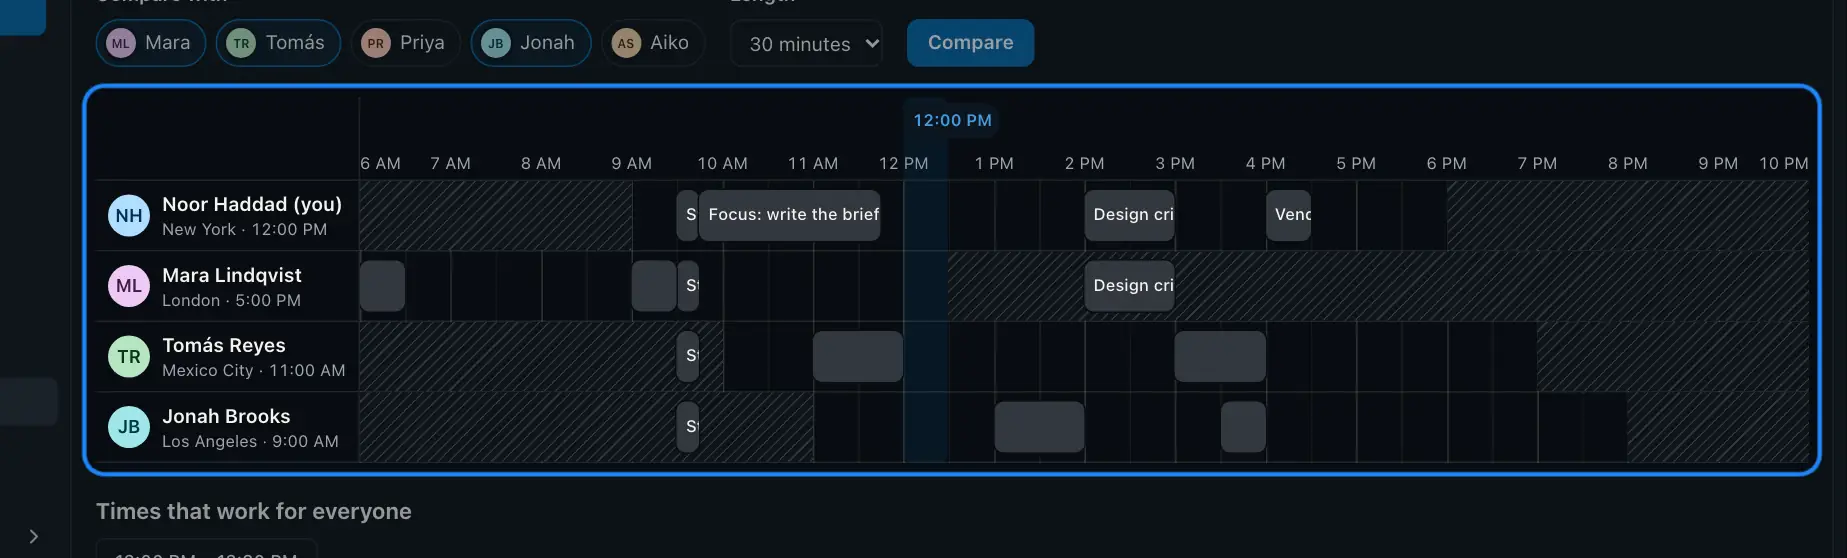 ML Mara TR Tomás PR Priya JB Jonah AS Aiko 30 minutes Compare
12:00 PM
6 AM 7 AM 8 AM 9 AM 10 AM 11 AM 12 PM 1 PM 2 PM 3 PM 4 PM 5 PM 6 PM 7 PM 8 PM 9 PM 10 PM
NH Noor Haddad (you)
New York · 12:00 PM
S Focus: write the brief Design cri Vend
ML Mara Lindqvist
London · 5:00 PM
St Design cri
TR Tomás Reyes
Mexico City · 11:00 AM
St
JB Jonah Brooks
Los Angeles · 9:00 AM
St
Times that work for everyone